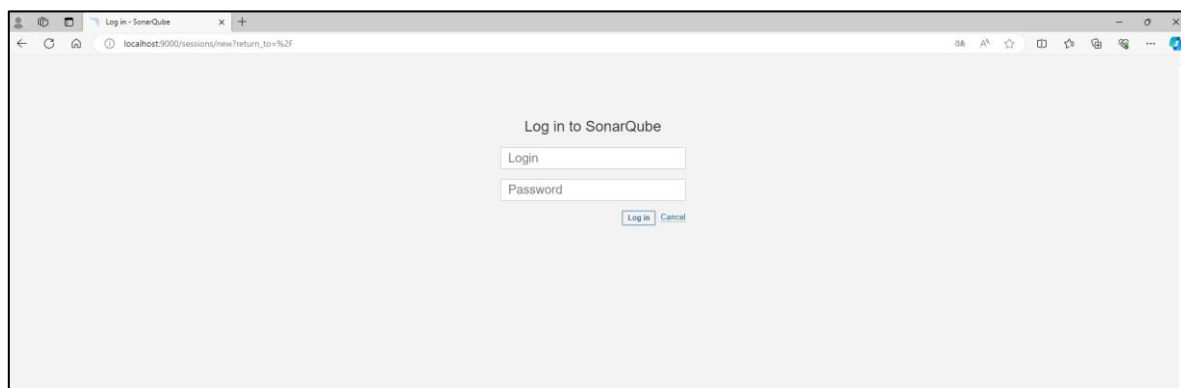 Log in - SonarQube
localhost:9000/sessions/new?return_to=%2F
Log in to SonarQube
Login
Password
Log in Cancel